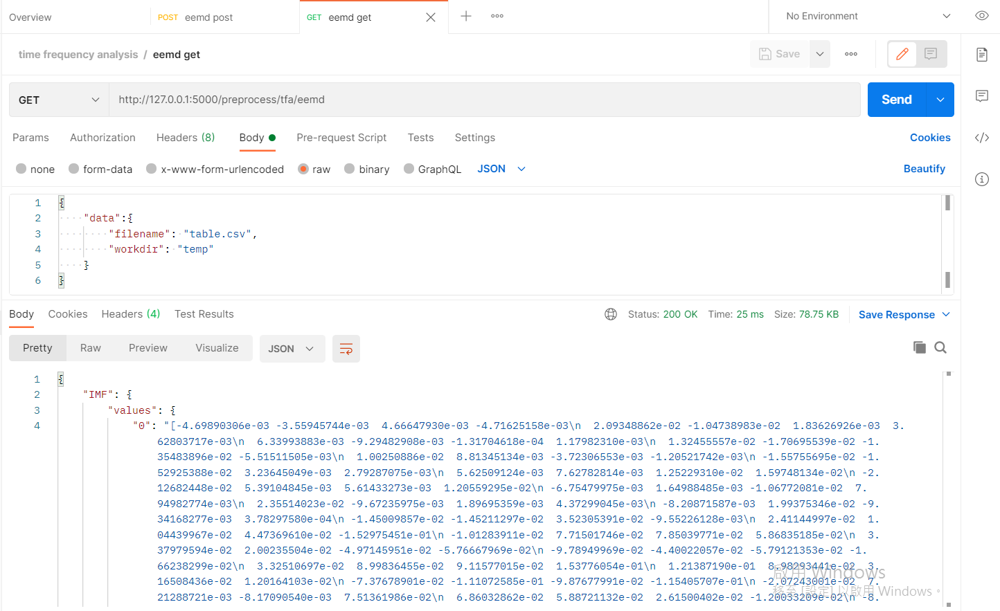 Overview
POST eemd post
GET eemd get
No Environment
time frequency analysis / eemd get
Save
GET
http://127.0.0.1:5000/preprocess/tfa/eemd
Send
Params Authorization Headers (8) Body Pre-request Script Tests Settings Cookies
none form-data x-www-form-urlencoded raw binary GraphQL JSON Beautify
1 {
2 "data":{
3 "filename": "table.csv",
4 "workdir": "temp"
5 }
6 }
Body Cookies Headers (4) Test Results Status: 200 OK Time: 25 ms Size: 78.75 KB Save Response
Pretty Raw Preview Visualize JSON
1 {
2 "IMF": {
3 "values": {
4 "0": "[-4.69890306e-03 -3.55945744e-03  4.66647930e-03 -4.71625158e-03\n  2.09348862e-02 -1.04738983e-02  1.83626926e-03  3.
62803717e-03\n  6.33993883e-03 -9.29482908e-03 -1.31704618e-04  1.17982310e-03\n  1.32455557e-02 -1.70695539e-02 -1.
35483896e-02 -5.51511505e-03\n  1.00250886e-02  8.81345134e-03 -3.72306553e-03 -1.20521742e-03\n -1.55755695e-02 -1.
52925388e-02  3.23645049e-03  2.79287075e-03\n  5.62509124e-03  7.62782814e-03  1.25229310e-02  1.59748134e-02\n -2.
12682448e-02  5.39104845e-03  5.61433273e-03  1.20559295e-02\n -6.75479975e-03  1.64988485e-03 -1.06772081e-02  7.
94982774e-03\n  2.35514023e-02 -9.67235975e-03  1.89695359e-03  4.37299045e-03\n -8.20871587e-03  1.99375346e-02 -9.
34168277e-03  3.78297580e-04\n -1.45009857e-02 -1.45211297e-02  3.52305391e-02 -9.55226128e-03\n  2.41144997e-02  1.
04439967e-02  4.47369610e-02 -1.52975451e-01\n -1.01283911e-02  7.71501746e-02  7.85039771e-02  5.86835185e-02\n  3.
37979594e-02  2.00235504e-02 -4.97145951e-02 -5.76667969e-02\n -9.78949969e-02 -4.40022057e-02 -5.79121353e-02 -1.
66238299e-02\n  3.32510697e-02  8.99836455e-02  9.11577015e-02  1.53776054e-01\n  1.21387190e-01  8.98293441e-02  3.
16508436e-02  1.20164103e-02\n -7.37678901e-02 -1.11072585e-01 -9.87677991e-02 -1.15405707e-01\n -2.07243001e-02  7.
21288721e-03 -8.17090540e-03  7.51361986e-02\n  6.86032862e-02  5.88721132e-02  2.61500402e-02 -1.20033209e-02\n -8.
啟用 Windows
移至 [設定] 以啟用 Windows。